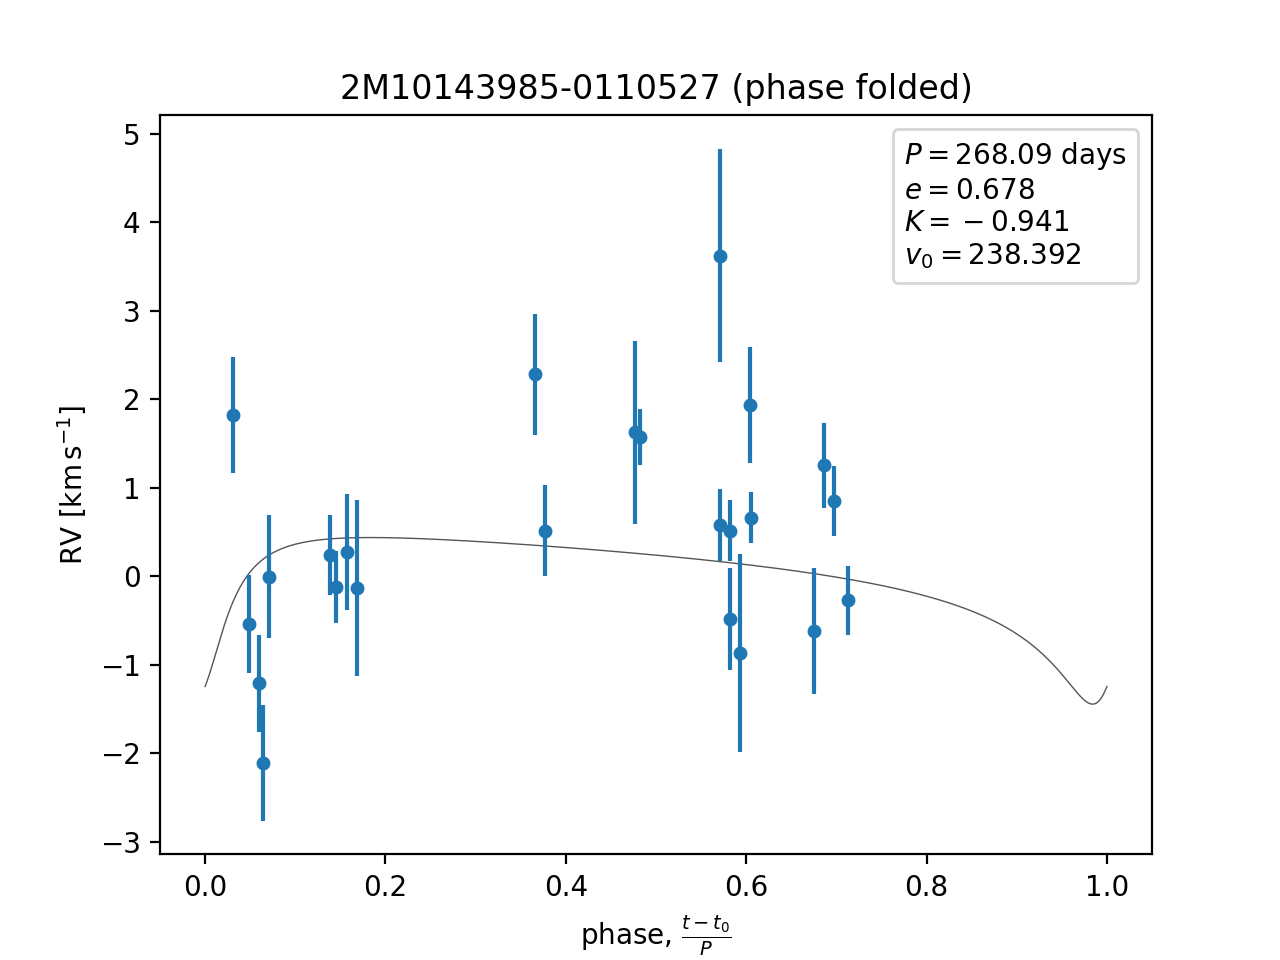 2M10143985-0110527 (phase folded)
P = 268.09 days
e = 0.678
K = −0.941
v₀ = 238.392
RV [km s⁻¹]
5
4
3
2
1
0
−1
−2
−3
0.0 0.2 0.4 0.6 0.8 1.0
phase, (t − t₀)/P